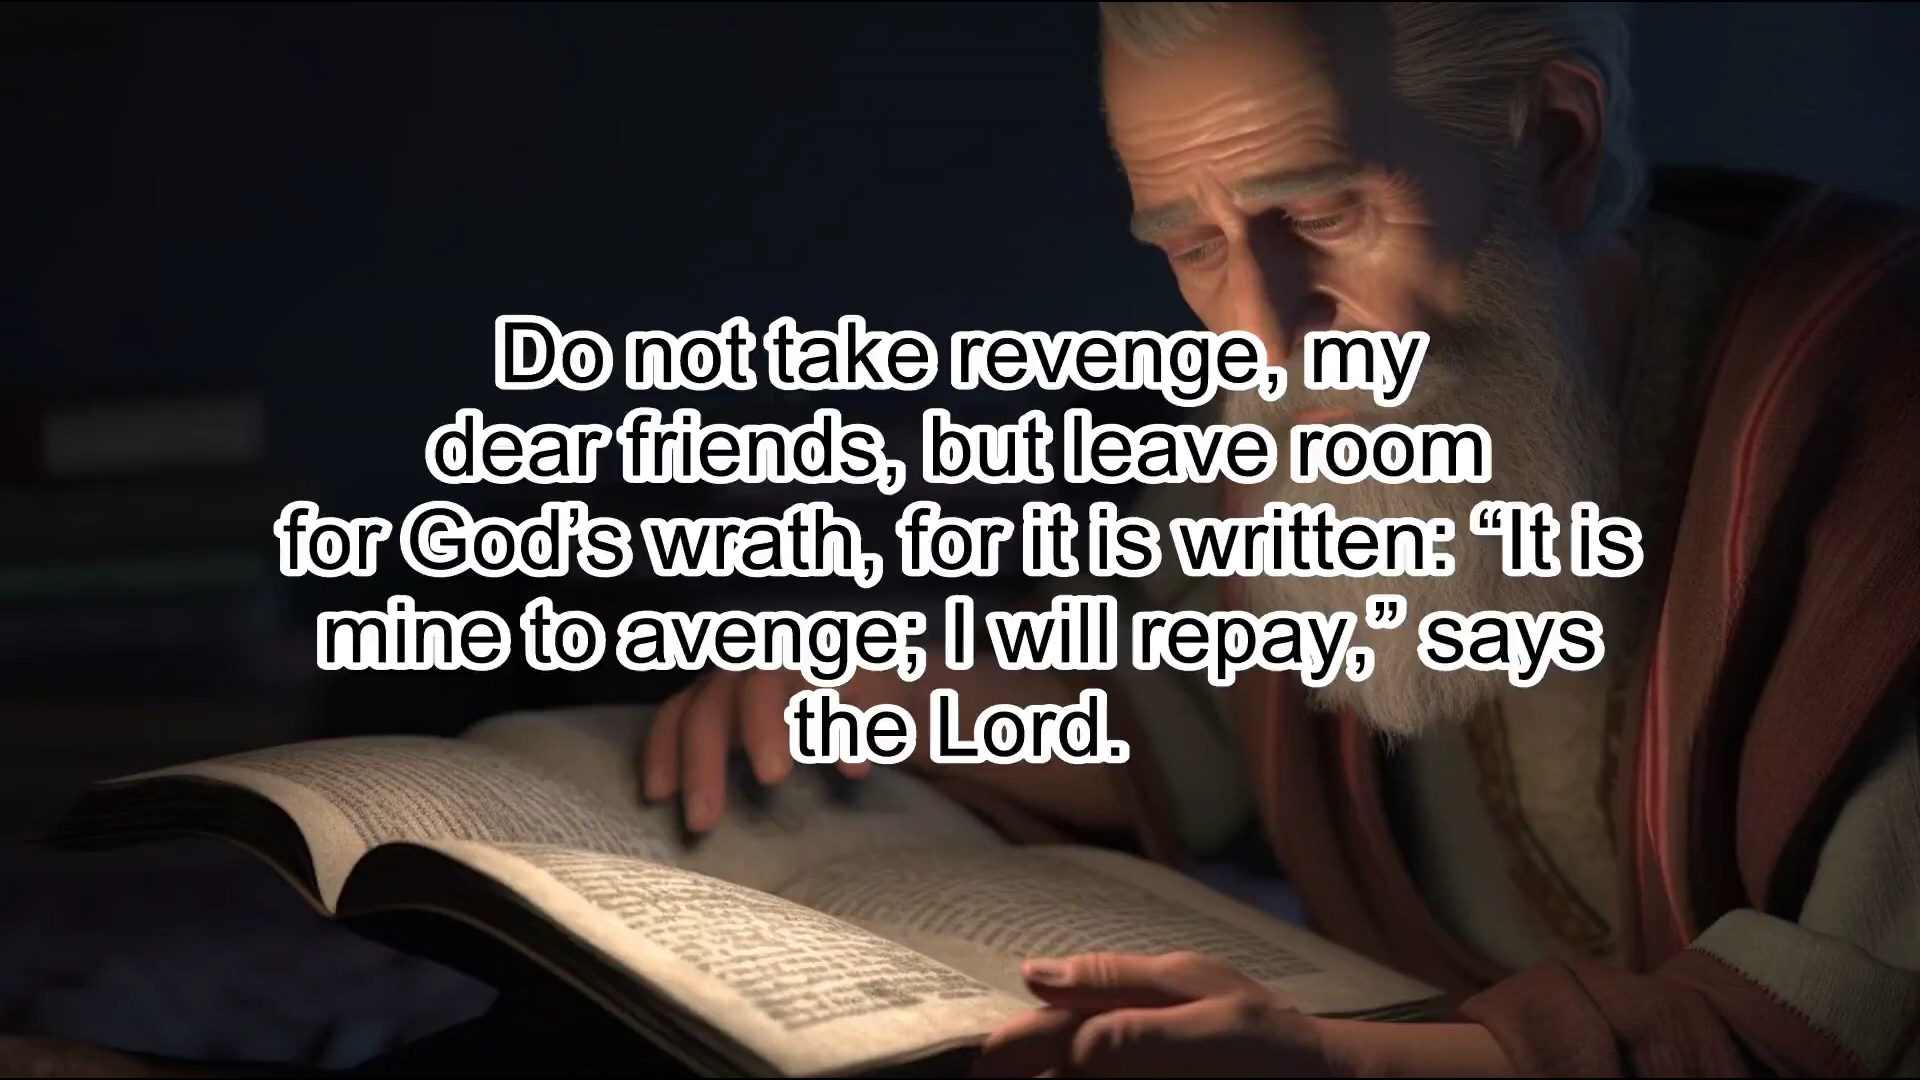 Do not take revenge, my
dear friends, but leave room
for God’s wrath, for it is written: “It is
mine to avenge; I will repay,” says
the Lord.